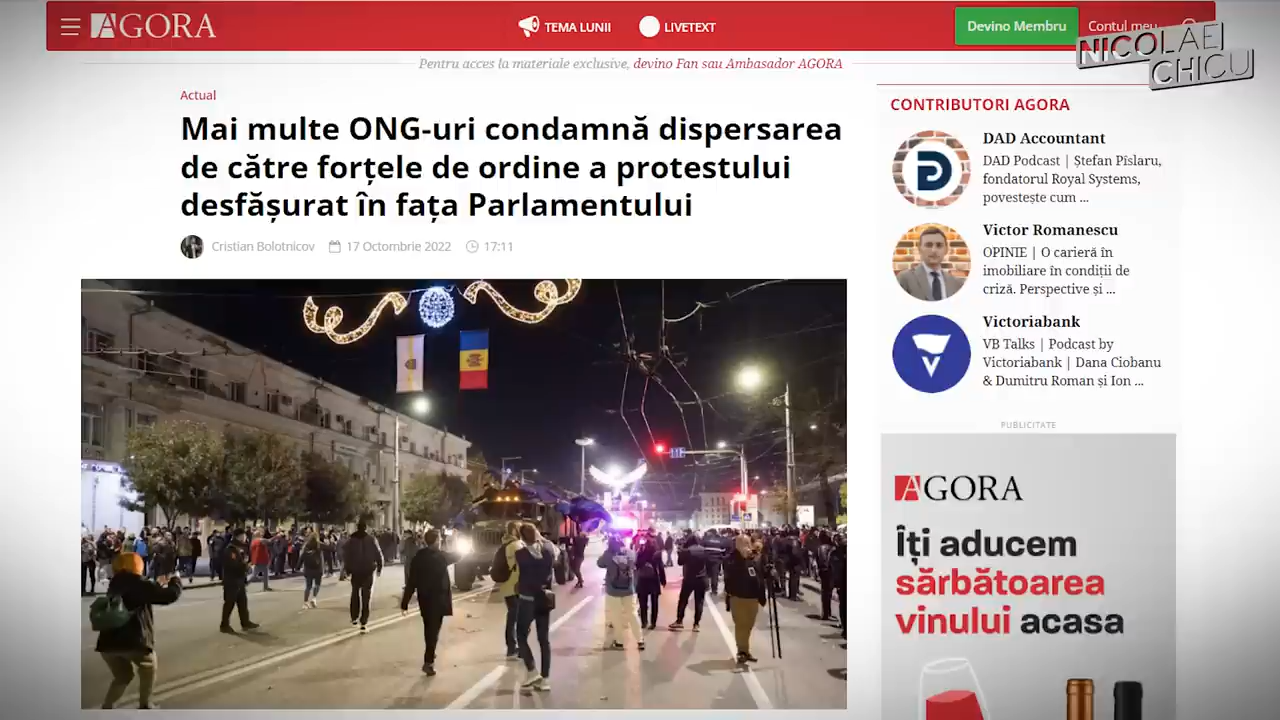 AGORA
TEMA LUNII
LIVETEXT
Devino Membru
Contul meu
NICOLAE
CHICU
Pentru acces la materiale exclusive, devino Fan sau Ambasador AGORA
Actual
Mai multe ONG-uri condamnă dispersarea
de către forțele de ordine a protestului
desfășurat în fața Parlamentului
Cristian Bolotnicov
17 Octombrie 2022
17:11
CONTRIBUTORI AGORA
DAD Accountant
DAD Podcast | Ștefan Pîslaru,
fondatorul Royal Systems,
povestește cum ...
Victor Romanescu
OPINIE | O carieră în
imobiliare în condiții de
criză. Perspective și ...
Victoriabank
VB Talks | Podcast by
Victoriabank | Dana Ciobanu
& Dumitru Roman și Ion ...
PUBLICITATE
AGORA
Îți aducem
sărbătoarea
vinului acasa